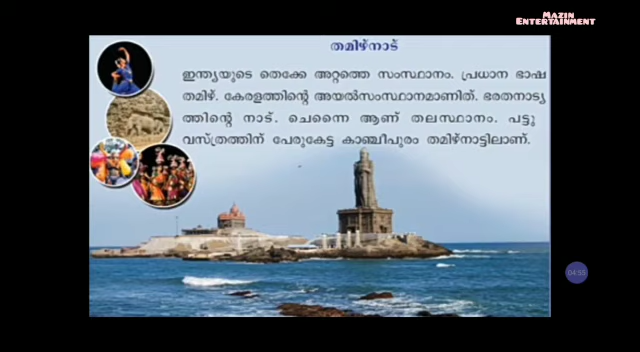 Mazin
Entertainment
തമിഴ്നാട്
ഇന്ത്യയുടെ തെക്കേ അറ്റത്തെ സംസ്ഥാനം. പ്രധാന ഭാഷ
തമിഴ്. കേരളത്തിന്റെ അയൽസംസ്ഥാനമാണിത്. ഭരതനാട്യ
ത്തിന്റെ നാട്. ചെന്നൈ ആണ് തലസ്ഥാനം. പട്ടു
വസ്ത്രത്തിന് പേരുകേട്ട കാഞ്ചീപുരം തമിഴ്നാട്ടിലാണ്.
04:55